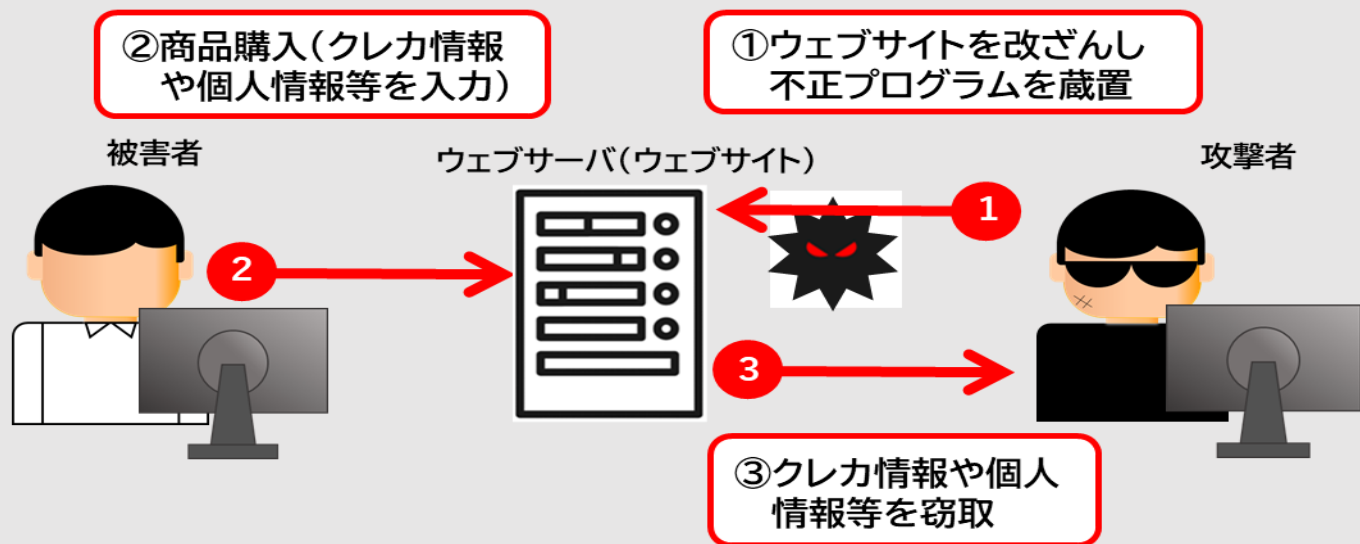 ②商品購入(クレカ情報
や個人情報等を入力)
①ウェブサイトを改ざんし
不正プログラムを蔵置
被害者
ウェブサーバ(ウェブサイト)
攻撃者
1
2
3
③クレカ情報や個人
情報等を窃取